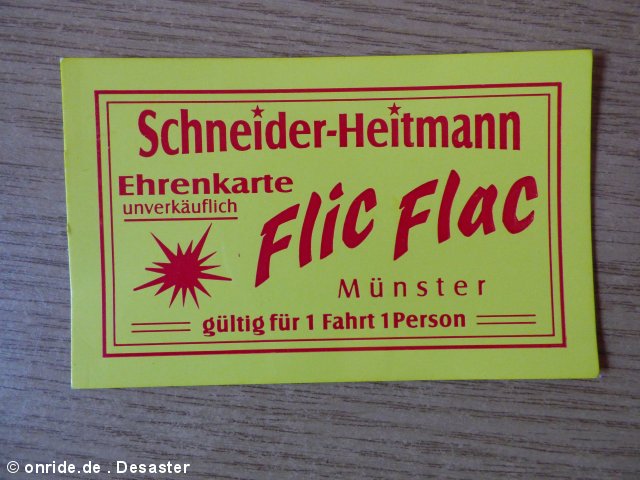 Schneider-Heitmann
Ehrenkarte
unverkäuflich
Flic Flac
Münster
gültig für 1 Fahrt 1 Person
© onride.de . Desaster